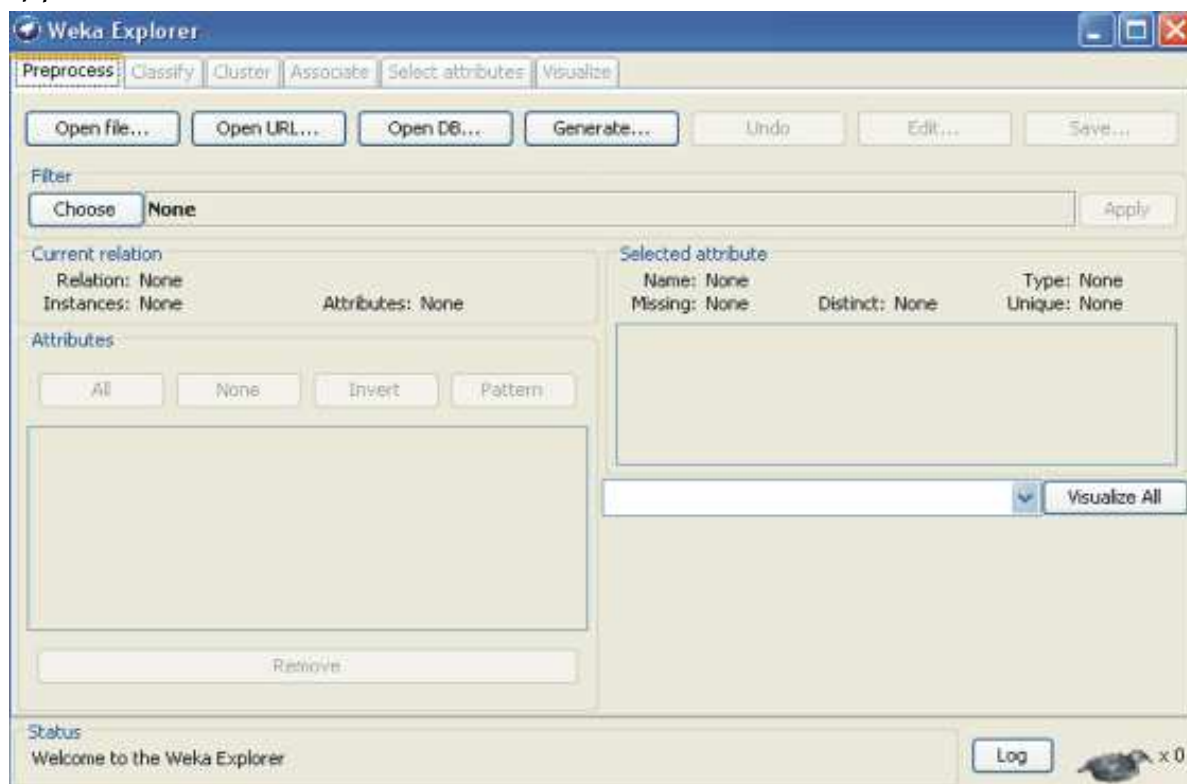 Weka Explorer
Preprocess Classify Cluster Associate Select attributes Visualize
Open file... Open URL... Open DB... Generate... Undo Edit... Save...
Filter
Choose None Apply
Current relation
Relation: None
Instances: None Attributes: None
Selected attribute
Name: None Type: None
Missing: None Distinct: None Unique: None
Attributes
All None Invert Pattern
Visualize All
Remove
Status
Welcome to the Weka Explorer
Log x 0